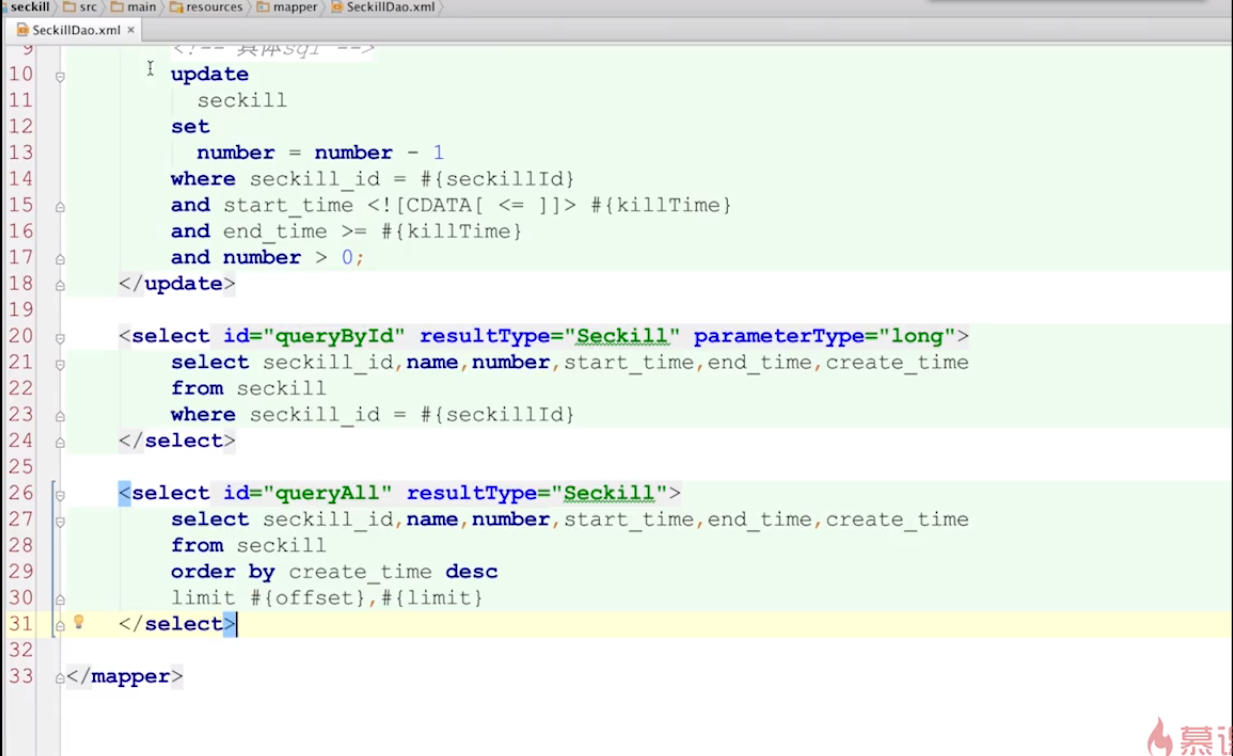 seckill src main resources mapper SeckillDao.xml
SeckillDao.xml ×
9 <!-- 具体sql -->
10 update
11 seckill
12 set
13 number = number - 1
14 where seckill_id = #{seckillId}
15 and start_time <![CDATA[ <= ]]> #{killTime}
16 and end_time >= #{killTime}
17 and number > 0;
18 </update>
19
20 <select id="queryById" resultType="Seckill" parameterType="long">
21 select seckill_id,name,number,start_time,end_time,create_time
22 from seckill
23 where seckill_id = #{seckillId}
24 </select>
25
26 <select id="queryAll" resultType="Seckill">
27 select seckill_id,name,number,start_time,end_time,create_time
28 from seckill
29 order by create_time desc
30 limit #{offset},#{limit}
31 </select>
32
33 </mapper>
慕